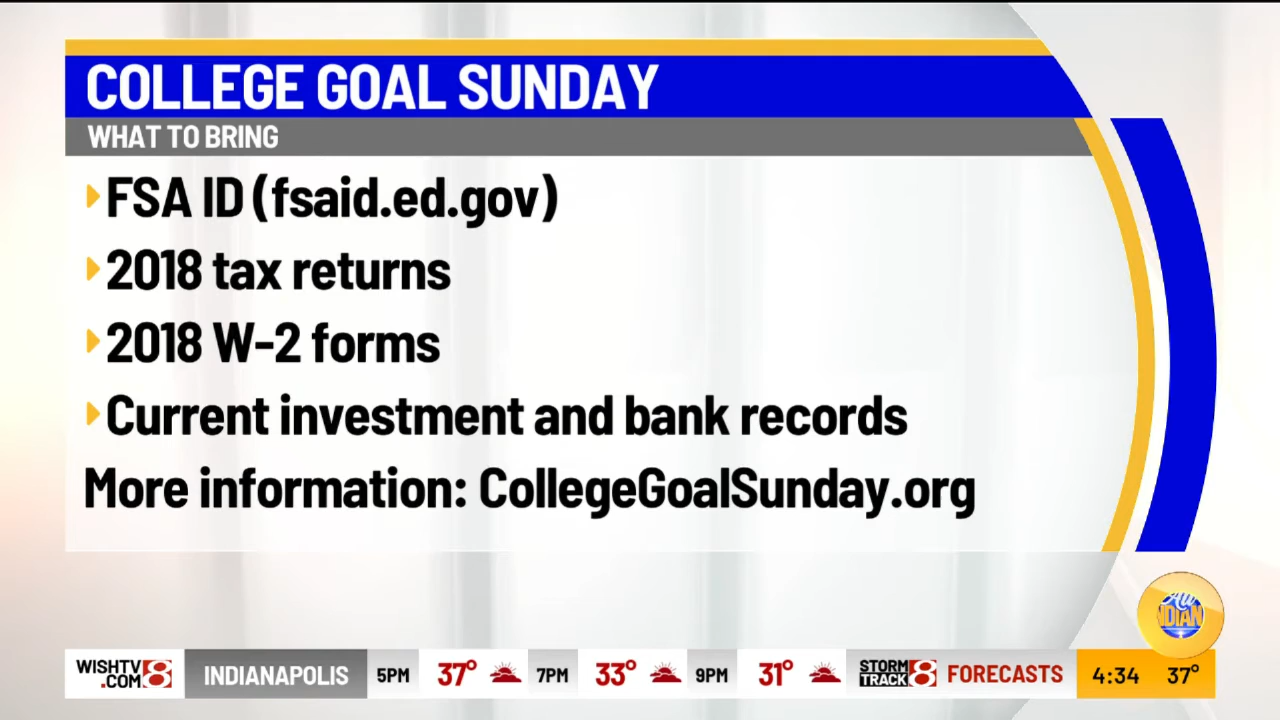 COLLEGE GOAL SUNDAY
WHAT TO BRING
FSA ID (fsaid.ed.gov)
2018 tax returns
2018 W-2 forms
Current investment and bank records
More information: CollegeGoalSunday.org
All
INDIANA
WISHTV.COM 8 INDIANAPOLIS 5PM 37° 7PM 33° 9PM 31° STORM TRACK 8 FORECASTS 4:34 37°